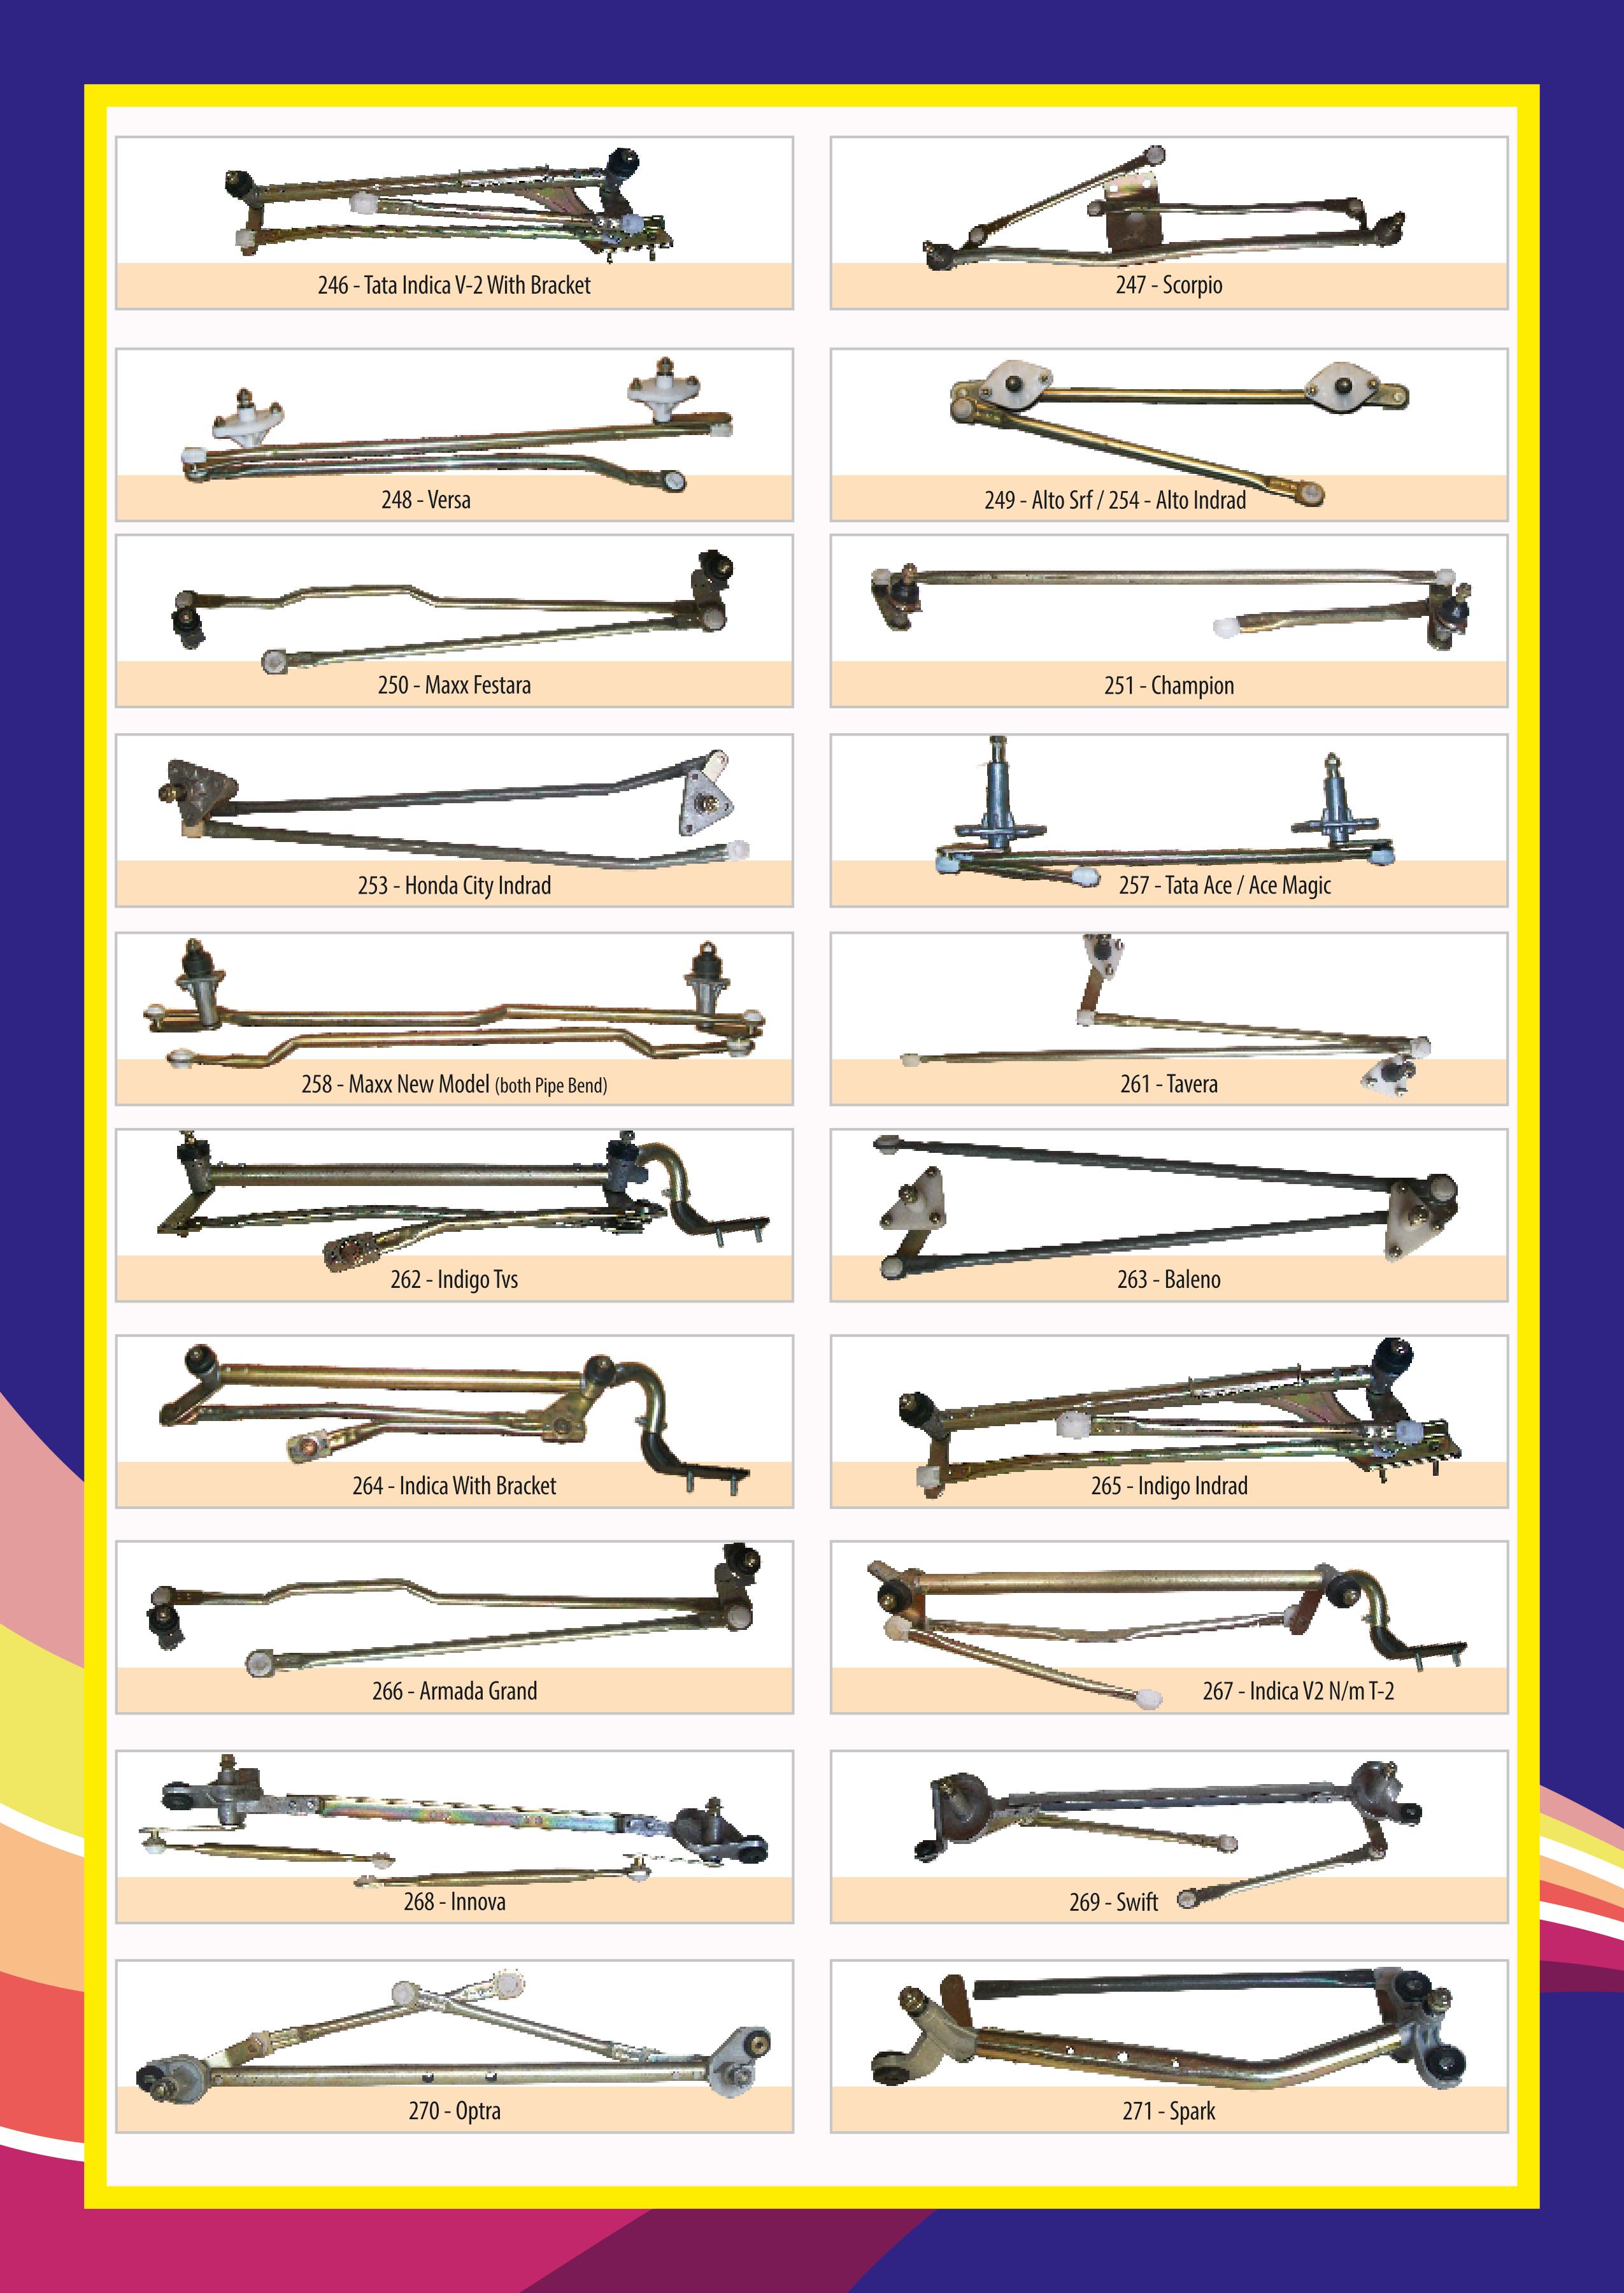 246 - Tata Indica V-2 With Bracket
247 - Scorpio
248 - Versa
249 - Alto Srf / 254 - Alto Indrad
250 - Maxx Festara
251 - Champion
253 - Honda City Indrad
257 - Tata Ace / Ace Magic
258 - Maxx New Model (both Pipe Bend)
261 - Tavera
262 - Indigo Tvs
263 - Baleno
264 - Indica With Bracket
265 - Indigo Indrad
266 - Armada Grand
267 - Indica V2 N/m T-2
268 - Innova
269 - Swift
270 - Optra
271 - Spark